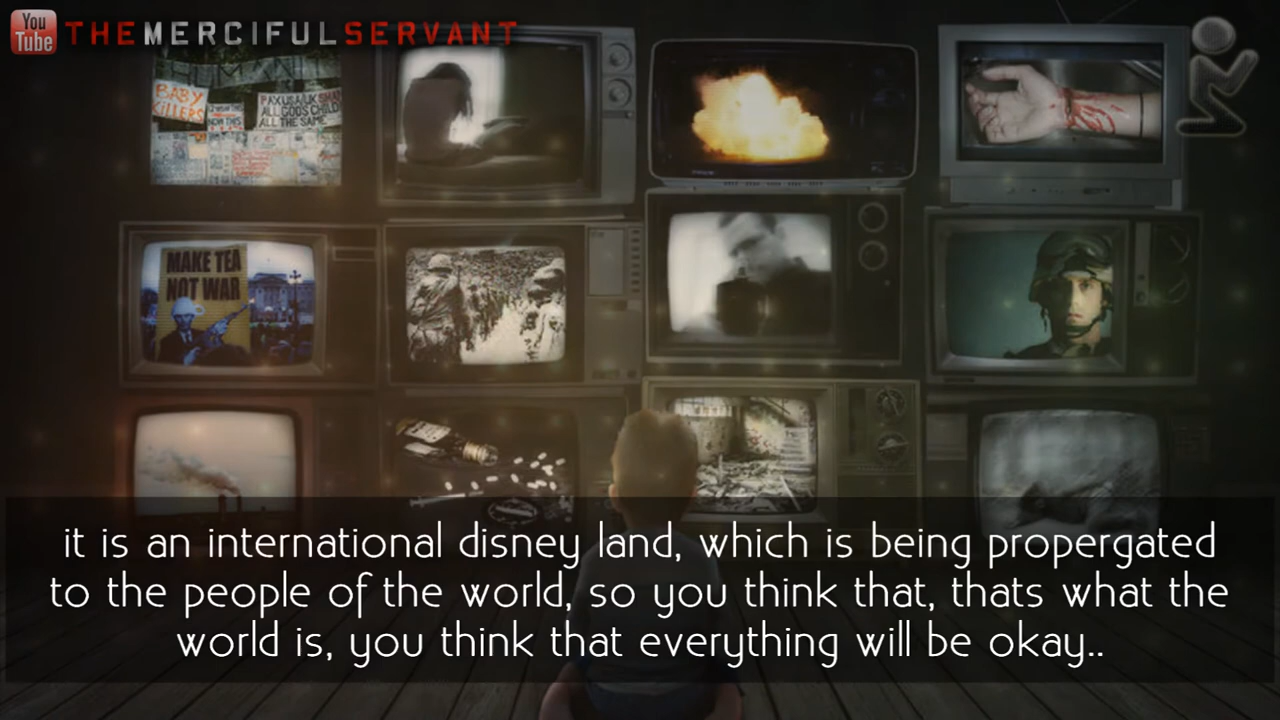 You
Tube
THEMERCIFULSERVANT
BABY
KILLERS
ALL GODS CHILD
ALL THE SAME
MAKE TEA
NOT WAR
it is an international disney land, which is being propergated
to the people of the world, so you think that, thats what the
world is, you think that everything will be okay..